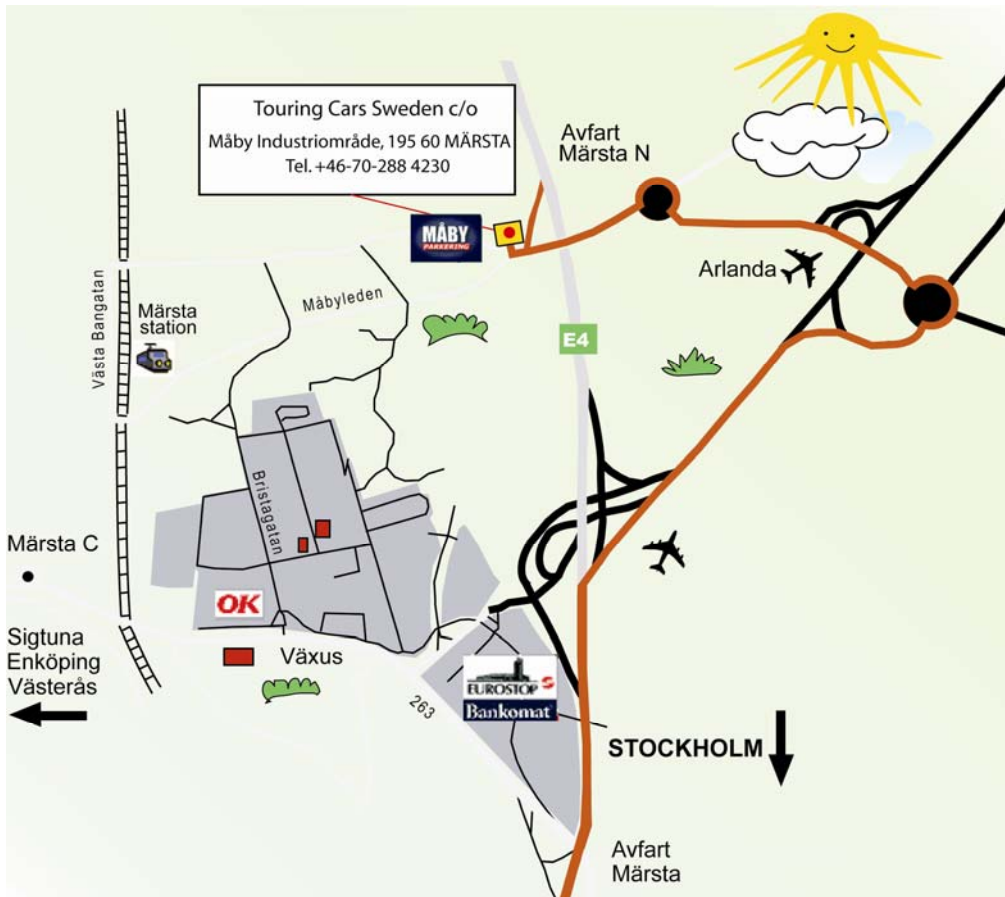 Touring Cars Sweden c/o
Måby Industriområde, 195 60 MÄRSTA
Tel. +46-70-288 4230
Avfart
Märsta N
MÅBY
PARKERING
Arlanda
Måbyleden
Märsta
station
Västa Bangatan
E4
Bristagatan
Märsta C
OK
Sigtuna
Enköping
Västerås
Växus
263
EUROSTOP
Bankomat
STOCKHOLM
Avfart
Märsta